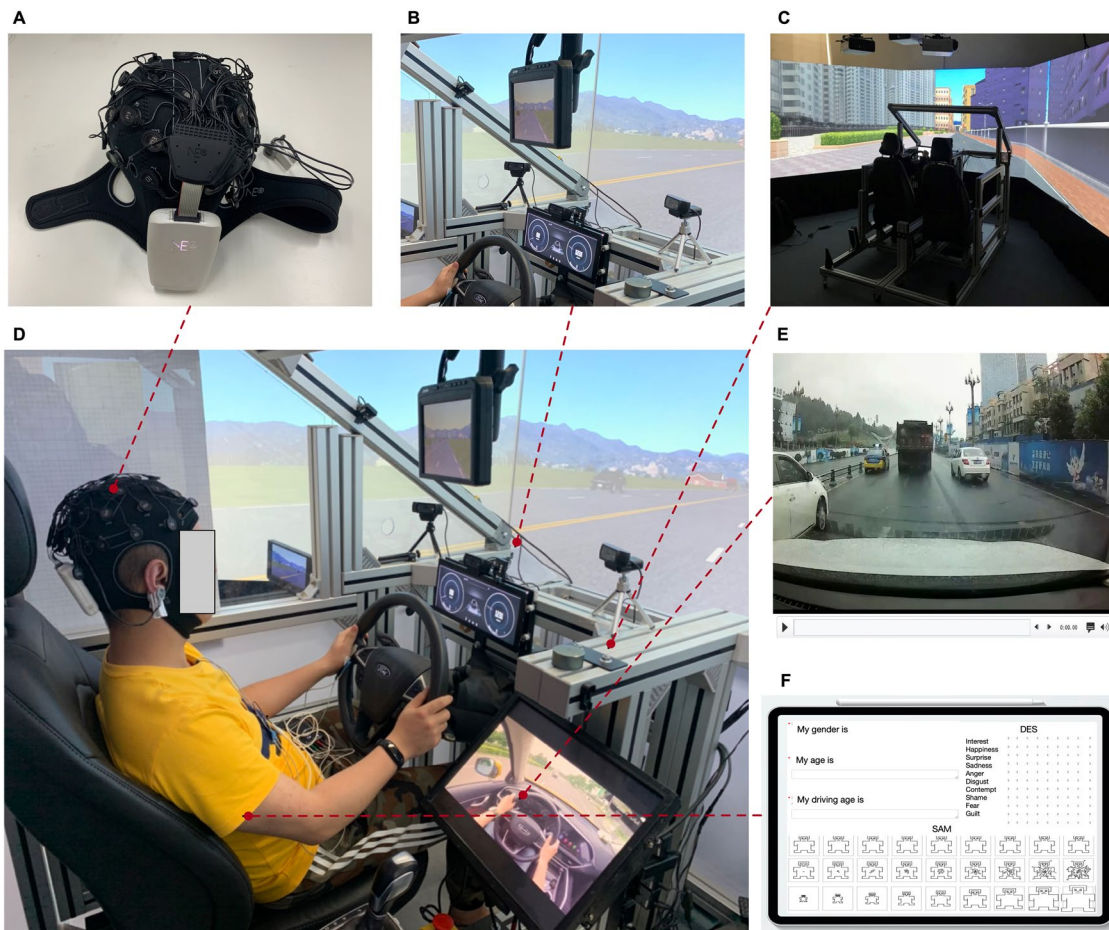 A
B
C
NE
D
E
0:00.00
F
My gender is
My age is
My driving age is
DES
Interest
Happiness
Surprise
Sadness
Anger
Disgust
Contempt
Shame
Fear
Guilt
SAM